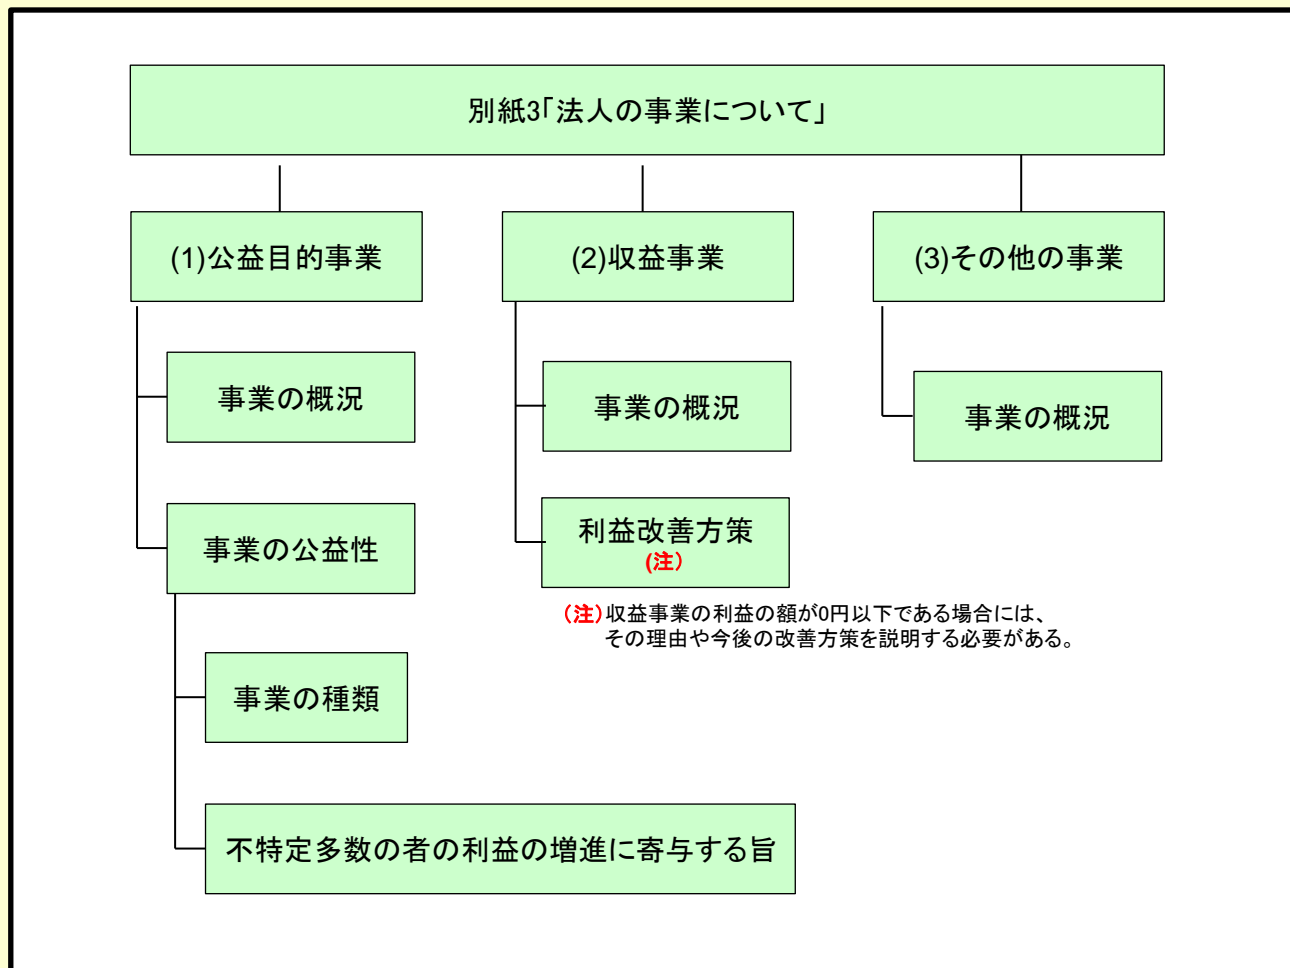 別紙3「法人の事業について」
(1)公益目的事業
(2)収益事業
(3)その他の事業
事業の概況
事業の概況
事業の概況
事業の公益性
利益改善方策
(注)
(注)収益事業の利益の額が0円以下である場合には、
その理由や今後の改善方策を説明する必要がある。
事業の種類
不特定多数の者の利益の増進に寄与する旨